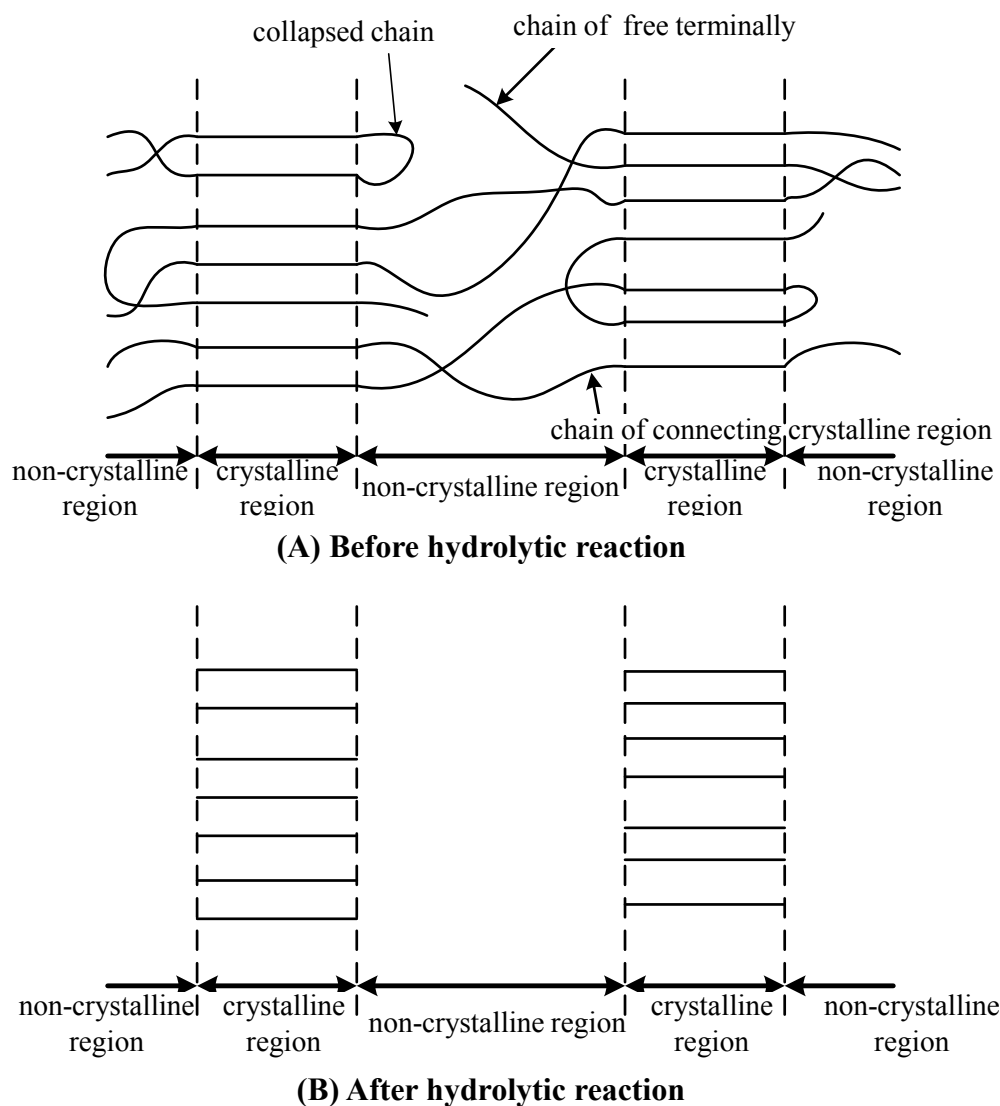 collapsed chain
chain of free terminally
chain of connecting crystalline region
non-crystalline
region
crystalline
region
non-crystalline region
crystalline
region
non-crystalline
region
(A) Before hydrolytic reaction
non-crystalline
region
crystalline
region
non-crystalline region
crystalline
region
non-crystalline
region
(B) After hydrolytic reaction